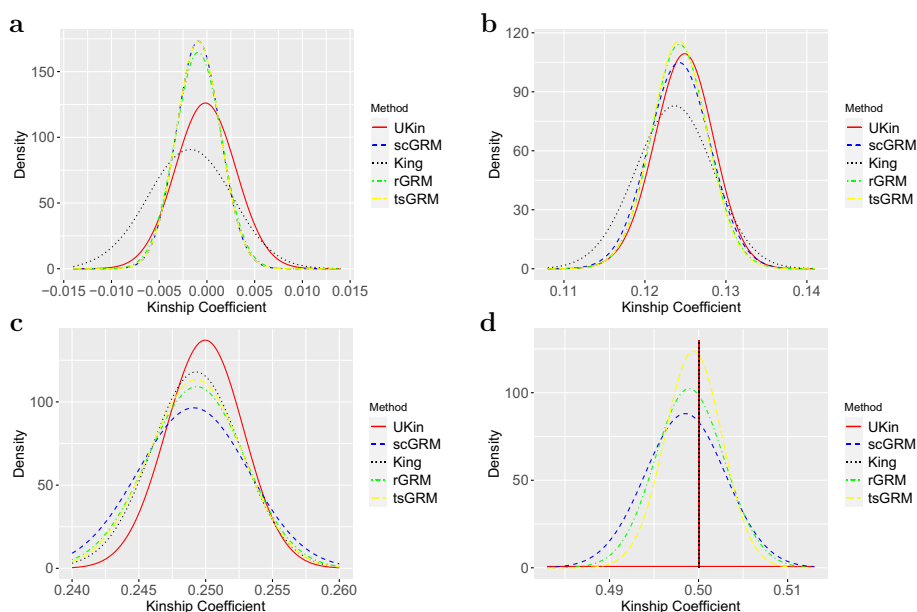 a
175
150
125
100
75
50
25
0
Density
−0.015 −0.010 −0.005 0.000 0.005 0.010 0.015
Kinship Coefficient
Method
UKin
scGRM
King
rGRM
tsGRM
b
120
90
60
30
0
Density
0.11 0.12 0.13 0.14
Kinship Coefficient
Method
UKin
scGRM
King
rGRM
tsGRM
c
100
50
0
Density
0.240 0.245 0.250 0.255 0.260
Kinship Coefficient
Method
UKin
scGRM
King
rGRM
tsGRM
d
100
50
0
Density
0.49 0.50 0.51
Kinship Coefficient
Method
UKin
scGRM
King
rGRM
tsGRM